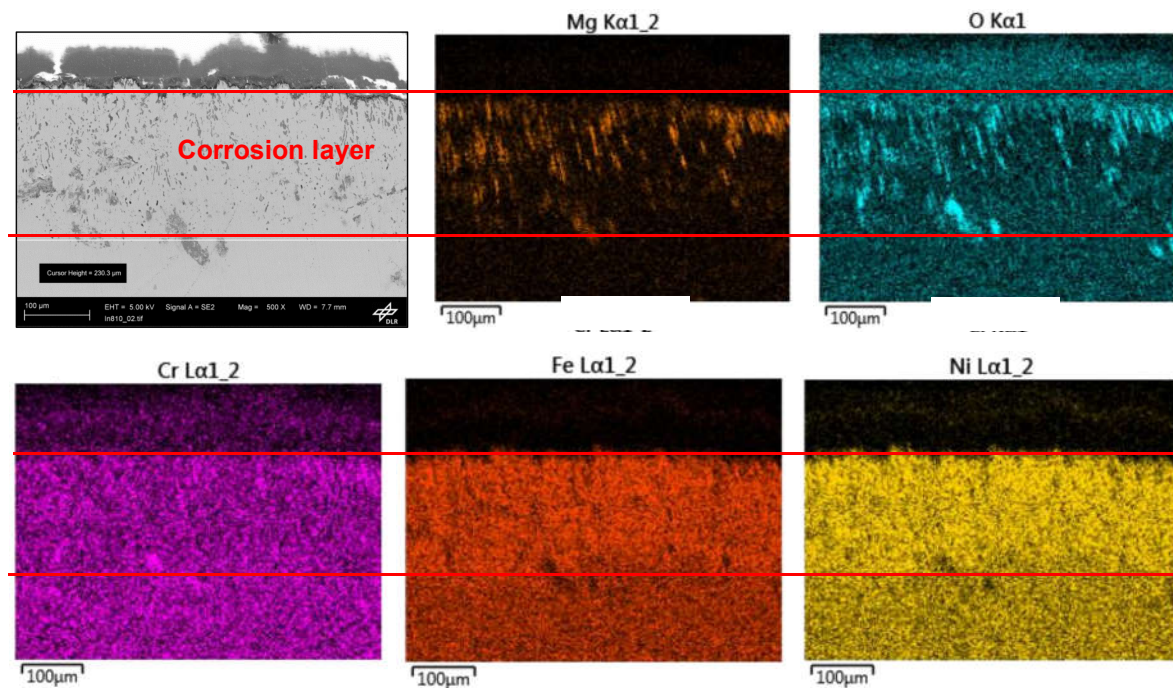 Mg Kα1_2
O Kα1
Corrosion layer
Cursor Height = 230.3 µm
100 µm
EHT = 5.00 kV Signal A = SE2 Mag = 500 X WD = 7.7 mm
In810_02.tif
DLR
100µm
100µm
Cr Lα1_2
Fe Lα1_2
Ni Lα1_2
100µm
100µm
100µm